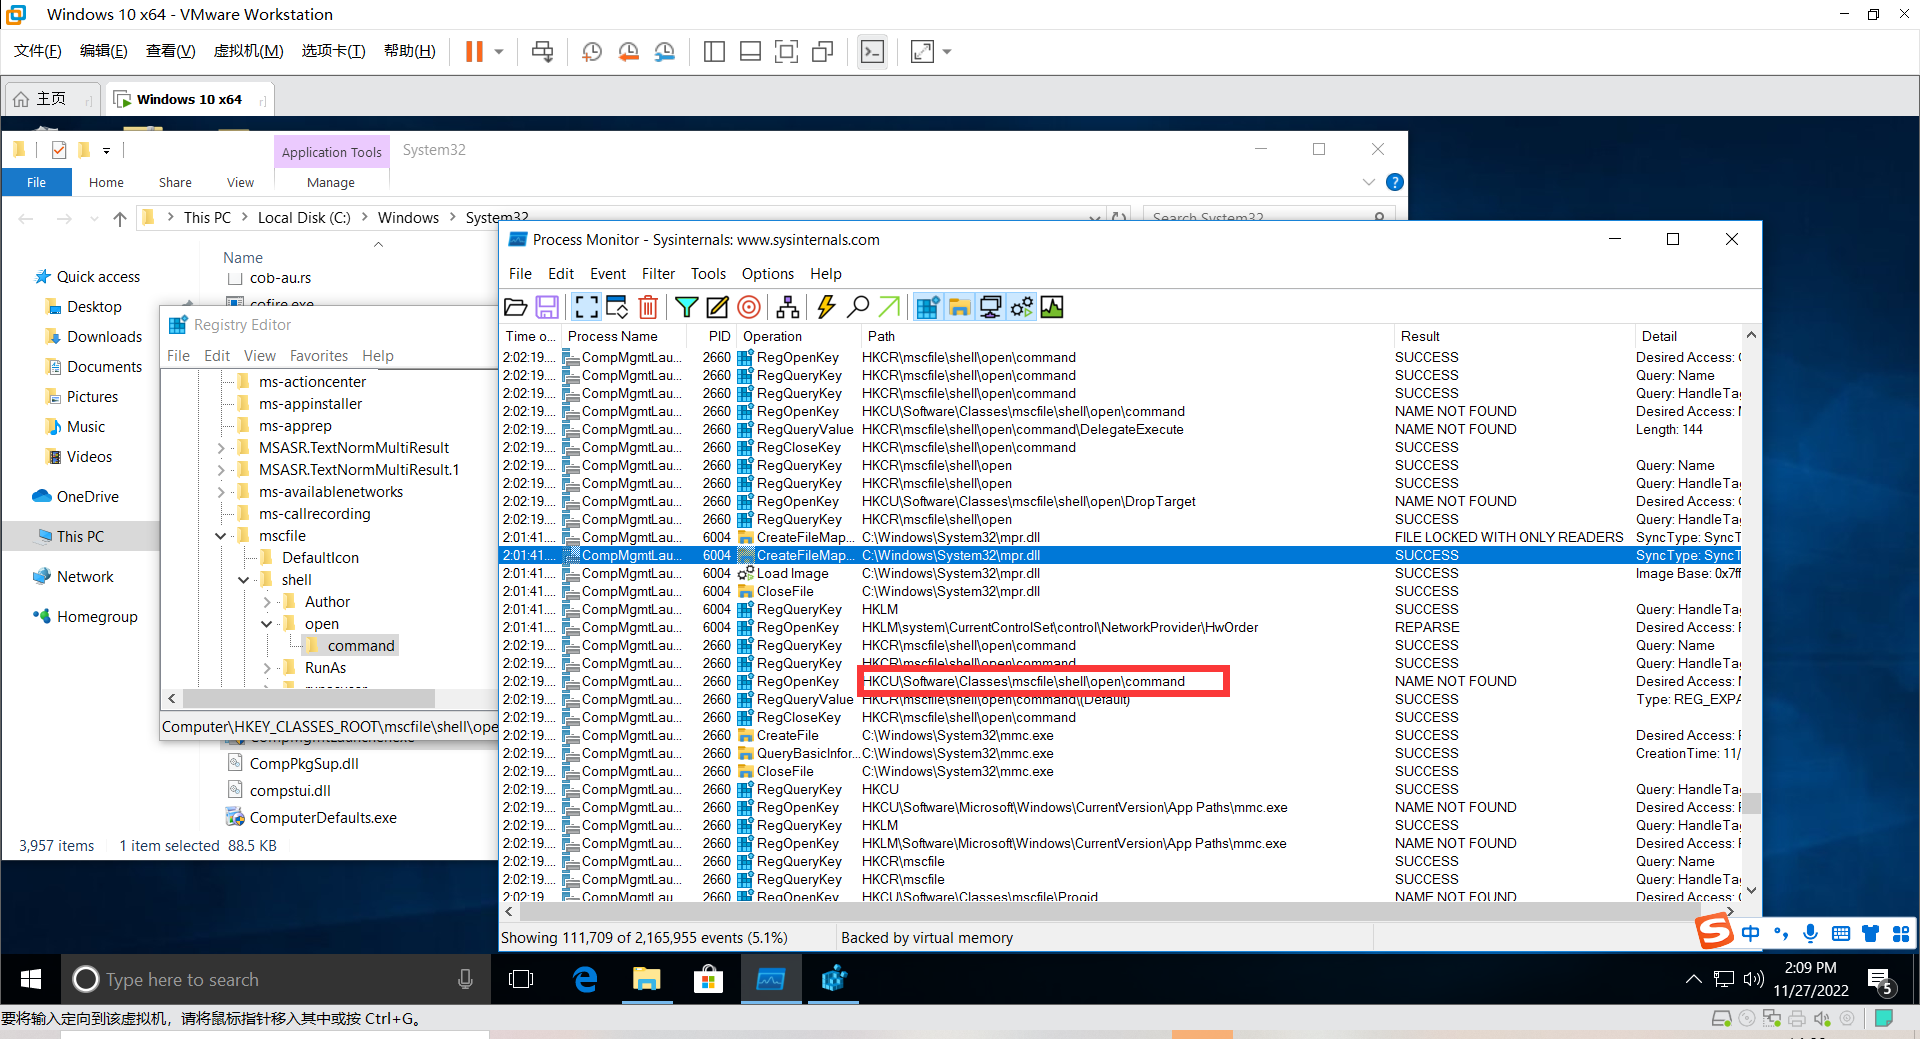 Windows 10 x64 - VMware Workstation
文件(F) 编辑(E) 查看(V) 虚拟机(M) 选项卡(T) 帮助(H)
主页 Windows 10 x64
Application Tools System32
File Home Share View Manage
This PC Local Disk (C:) Windows System32 Search System32
Name
Quick access
Desktop
Downloads
Documents
Pictures
Music
Videos
OneDrive
This PC
Network
Homegroup
cob-au.rs
cofire.exe
CompPkgSup.dll
compstui.dll
ComputerDefaults.exe
3,957 items 1 item selected 88.5 KB
Registry Editor
File Edit View Favorites Help
ms-actioncenter
ms-appinstaller
ms-apprep
MSASR.TextNormMultiResult
MSASR.TextNormMultiResult.1
ms-availablenetworks
ms-callrecording
mscfile
DefaultIcon
shell
Author
open
command
RunAs
Computer\HKEY_CLASSES_ROOT\mscfile\shell\ope
Process Monitor - Sysinternals: www.sysinternals.com
File Edit Event Filter Tools Options Help
Time o... Process Name PID Operation Path Result Detail
2:02:19.... CompMgmtLau... 2660 RegOpenKey HKCR\mscfile\shell\open\command SUCCESS Desired Access:
2:02:19.... CompMgmtLau... 2660 RegQueryKey HKCR\mscfile\shell\open\command SUCCESS Query: Name
2:02:19.... CompMgmtLau... 2660 RegQueryKey HKCR\mscfile\shell\open\command SUCCESS Query: HandleTag
2:02:19.... CompMgmtLau... 2660 RegOpenKey HKCU\Software\Classes\mscfile\shell\open\command NAME NOT FOUND Desired Access:
2:02:19.... CompMgmtLau... 2660 RegQueryValue HKCR\mscfile\shell\open\command\DelegateExecute NAME NOT FOUND Length: 144
2:02:19.... CompMgmtLau... 2660 RegCloseKey HKCR\mscfile\shell\open\command SUCCESS
2:02:19.... CompMgmtLau... 2660 RegQueryKey HKCR\mscfile\shell\open SUCCESS Query: Name
2:02:19.... CompMgmtLau... 2660 RegQueryKey HKCR\mscfile\shell\open SUCCESS Query: HandleTag
2:02:19.... CompMgmtLau... 2660 RegOpenKey HKCU\Software\Classes\mscfile\shell\open\DropTarget NAME NOT FOUND Desired Access:
2:02:19.... CompMgmtLau... 2660 RegQueryKey HKCR\mscfile\shell\open SUCCESS Query: HandleTag
2:01:41.... CompMgmtLau... 6004 CreateFileMap... C:\Windows\System32\mpr.dll FILE LOCKED WITH ONLY READERS SyncType: SyncT
2:01:41.... CompMgmtLau... 6004 CreateFileMap... C:\Windows\System32\mpr.dll SUCCESS SyncType: SyncT
2:01:41.... CompMgmtLau... 6004 Load Image C:\Windows\System32\mpr.dll SUCCESS Image Base: 0x7ff
2:01:41.... CompMgmtLau... 6004 CloseFile C:\Windows\System32\mpr.dll SUCCESS
2:01:41.... CompMgmtLau... 6004 RegQueryKey HKLM SUCCESS Query: HandleTag
2:01:41.... CompMgmtLau... 6004 RegOpenKey HKLM\system\CurrentControlSet\control\NetworkProvider\HwOrder REPARSE Desired Access:
2:02:19.... CompMgmtLau... 2660 RegQueryKey HKCR\mscfile\shell\open\command SUCCESS Query: Name
2:02:19.... CompMgmtLau... 2660 RegQueryKey HKCR\mscfile\shell\open\command SUCCESS Query: HandleTag
2:02:19.... CompMgmtLau... 2660 RegOpenKey HKCU\Software\Classes\mscfile\shell\open\command NAME NOT FOUND Desired Access:
2:02:19.... CompMgmtLau... 2660 RegQueryValue HKCR\mscfile\shell\open\command\(Default) SUCCESS Type: REG_EXPA
2:02:19.... CompMgmtLau... 2660 RegCloseKey HKCR\mscfile\shell\open\command SUCCESS
2:02:19.... CompMgmtLau... 2660 CreateFile C:\Windows\System32\mmc.exe SUCCESS Desired Access:
2:02:19.... CompMgmtLau... 2660 QueryBasicInfor... C:\Windows\System32\mmc.exe SUCCESS CreationTime: 11/
2:02:19.... CompMgmtLau... 2660 CloseFile C:\Windows\System32\mmc.exe SUCCESS
2:02:19.... CompMgmtLau... 2660 RegQueryKey HKCU SUCCESS Query: HandleTag
2:02:19.... CompMgmtLau... 2660 RegOpenKey HKCU\Software\Microsoft\Windows\CurrentVersion\App Paths\mmc.exe NAME NOT FOUND Desired Access:
2:02:19.... CompMgmtLau... 2660 RegQueryKey HKLM SUCCESS Query: HandleTag
2:02:19.... CompMgmtLau... 2660 RegOpenKey HKLM\Software\Microsoft\Windows\CurrentVersion\App Paths\mmc.exe NAME NOT FOUND Desired Access:
2:02:19.... CompMgmtLau... 2660 RegQueryKey HKCR\mscfile SUCCESS Query: Name
2:02:19.... CompMgmtLau... 2660 RegQueryKey HKCR\mscfile SUCCESS Query: HandleTag
2:02:19.... CompMgmtLau... 2660 RegOpenKey HKCU\Software\Classes\mscfile\Progid NAME NOT FOUND Desired Access:
Showing 111,709 of 2,165,955 events (5.1%) Backed by virtual memory
中
Type here to search
2:09 PM
11/27/2022
5
要将输入定向到该虚拟机，请将鼠标指针移入其中或按 Ctrl+G。